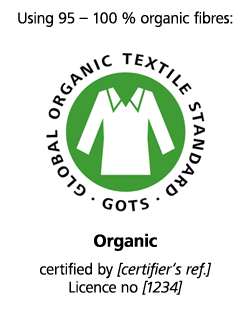 Using 95 – 100 % organic fibres:
GLOBAL ORGANIC TEXTILE STANDARD
· GOTS ·
Organic
certified by [certifier's ref.]
Licence no [1234]